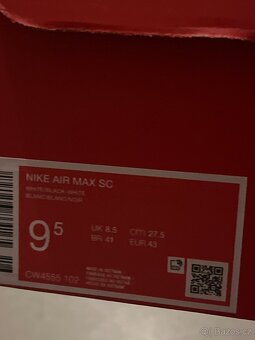 NIKE AIR MAX SC
WHITE/BLACK-WHITE
BLANC/BLANC/NOIR
9 5
UK 8.5 CM 27.5
BR 41 EUR 43
CW4555 102
MADE IN VIETNAM